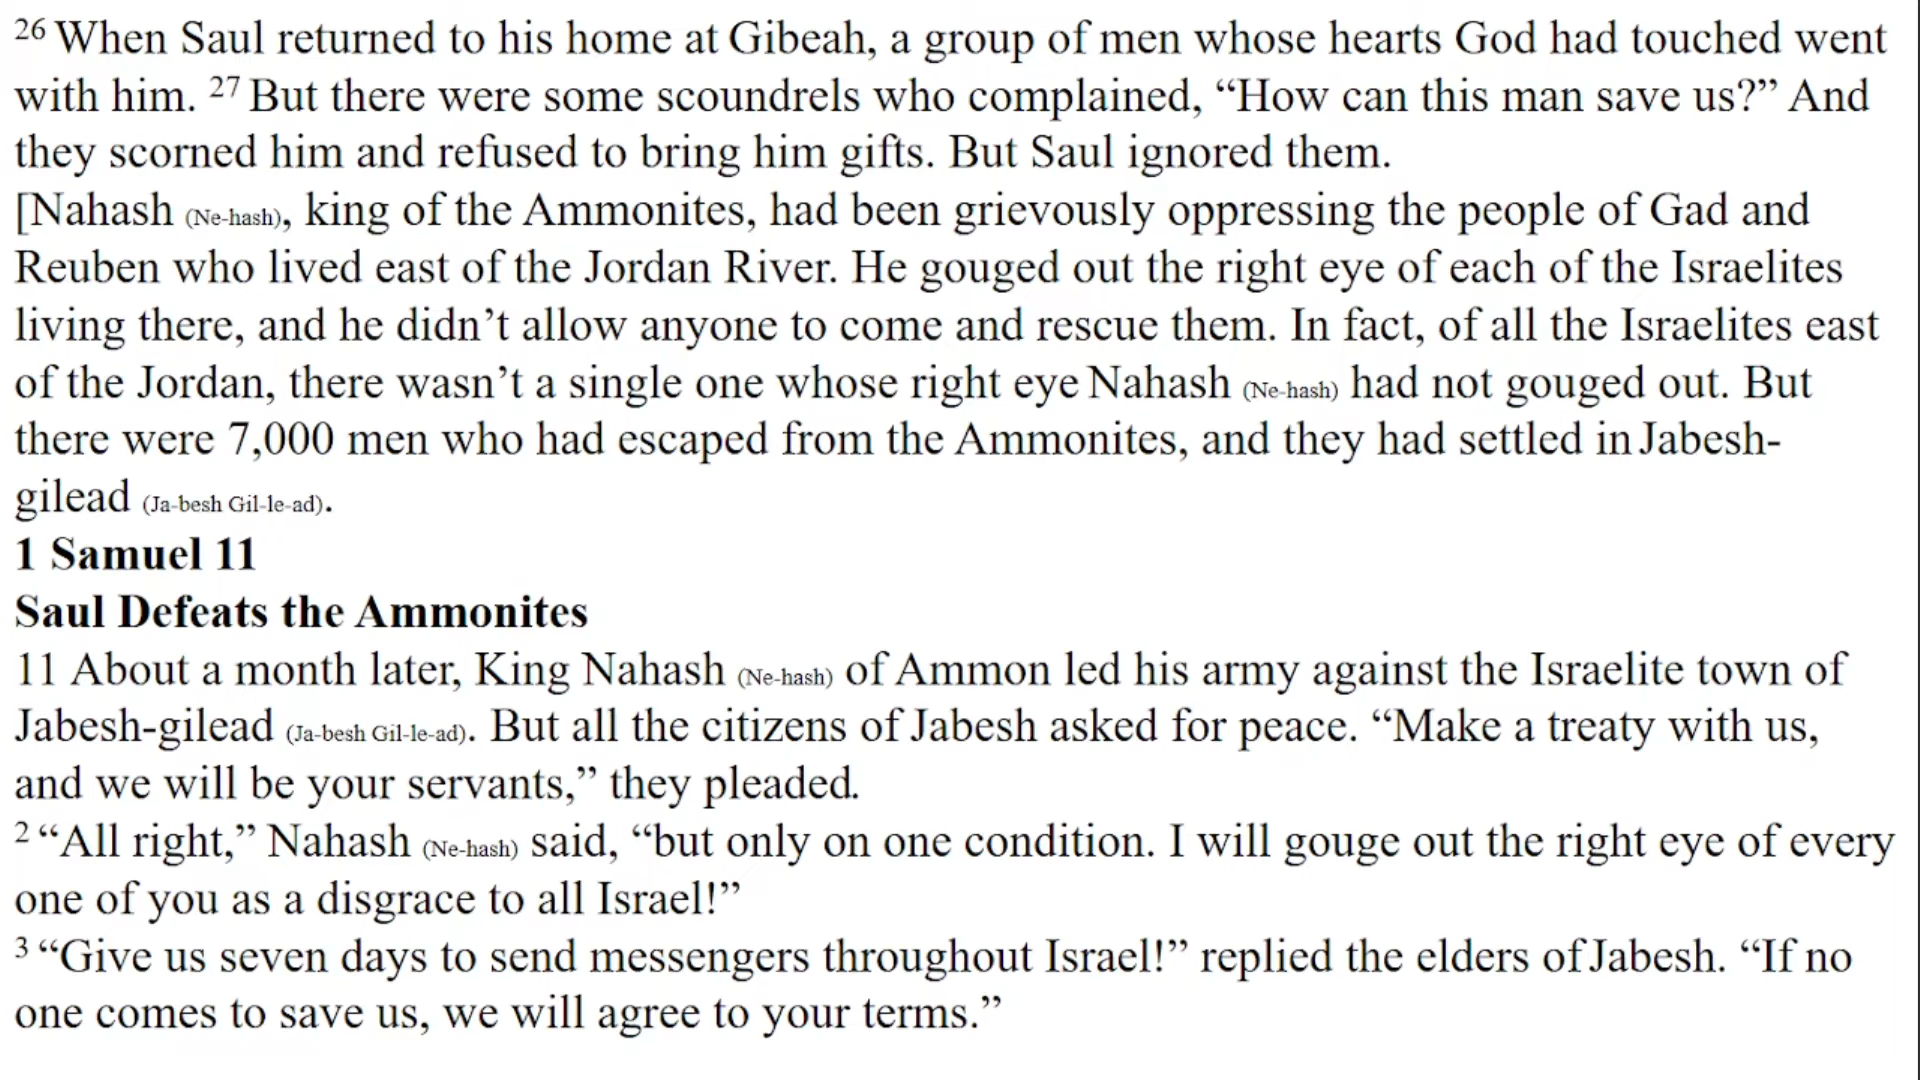 26 When Saul returned to his home at Gibeah, a group of men whose hearts God had touched went
with him. 27 But there were some scoundrels who complained, “How can this man save us?” And
they scorned him and refused to bring him gifts. But Saul ignored them.
[Nahash (Ne-hash), king of the Ammonites, had been grievously oppressing the people of Gad and
Reuben who lived east of the Jordan River. He gouged out the right eye of each of the Israelites
living there, and he didn’t allow anyone to come and rescue them. In fact, of all the Israelites east
of the Jordan, there wasn’t a single one whose right eye Nahash (Ne-hash) had not gouged out. But
there were 7,000 men who had escaped from the Ammonites, and they had settled in Jabesh-
gilead (Ja-besh Gil-le-ad).
1 Samuel 11
Saul Defeats the Ammonites
11 About a month later, King Nahash (Ne-hash) of Ammon led his army against the Israelite town of
Jabesh-gilead (Ja-besh Gil-le-ad). But all the citizens of Jabesh asked for peace. “Make a treaty with us,
and we will be your servants,” they pleaded.
2 “All right,” Nahash (Ne-hash) said, “but only on one condition. I will gouge out the right eye of every
one of you as a disgrace to all Israel!”
3 “Give us seven days to send messengers throughout Israel!” replied the elders of Jabesh. “If no
one comes to save us, we will agree to your terms.”